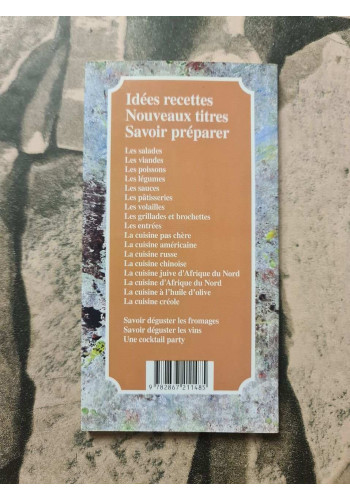 Idées recettes
Nouveaux titres
Savoir préparer
Les salades
Les viandes
Les poissons
Les légumes
Les sauces
Les pâtisseries
Les volailles
Les grillades et brochettes
Les entrées
La cuisine pas chère
La cuisine américaine
La cuisine russe
La cuisine chinoise
La cuisine juive d'Afrique du Nord
La cuisine d'Afrique du Nord
La cuisine à l'huile d'olive
La cuisine créole
Savoir déguster les fromages
Savoir déguster les vins
Une cocktail party
9 782867 211485